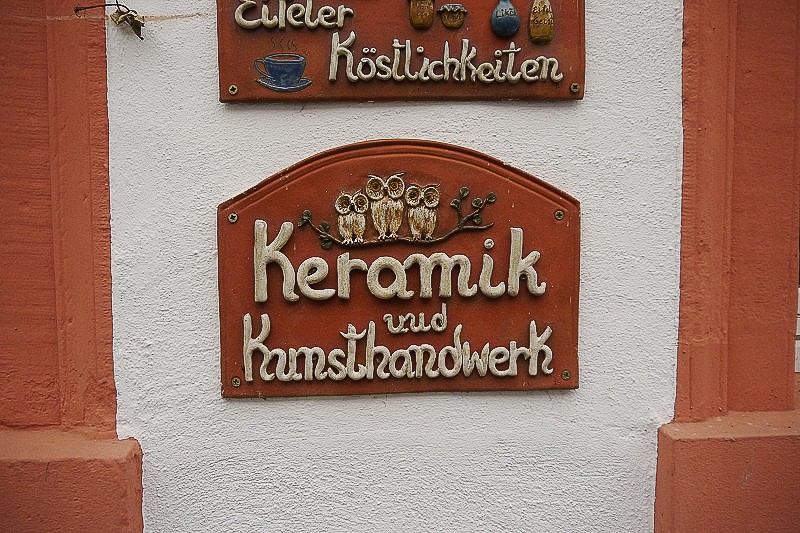 Eifeler
Köstlichkeiten
Keramik
und
Kunsthandwerk